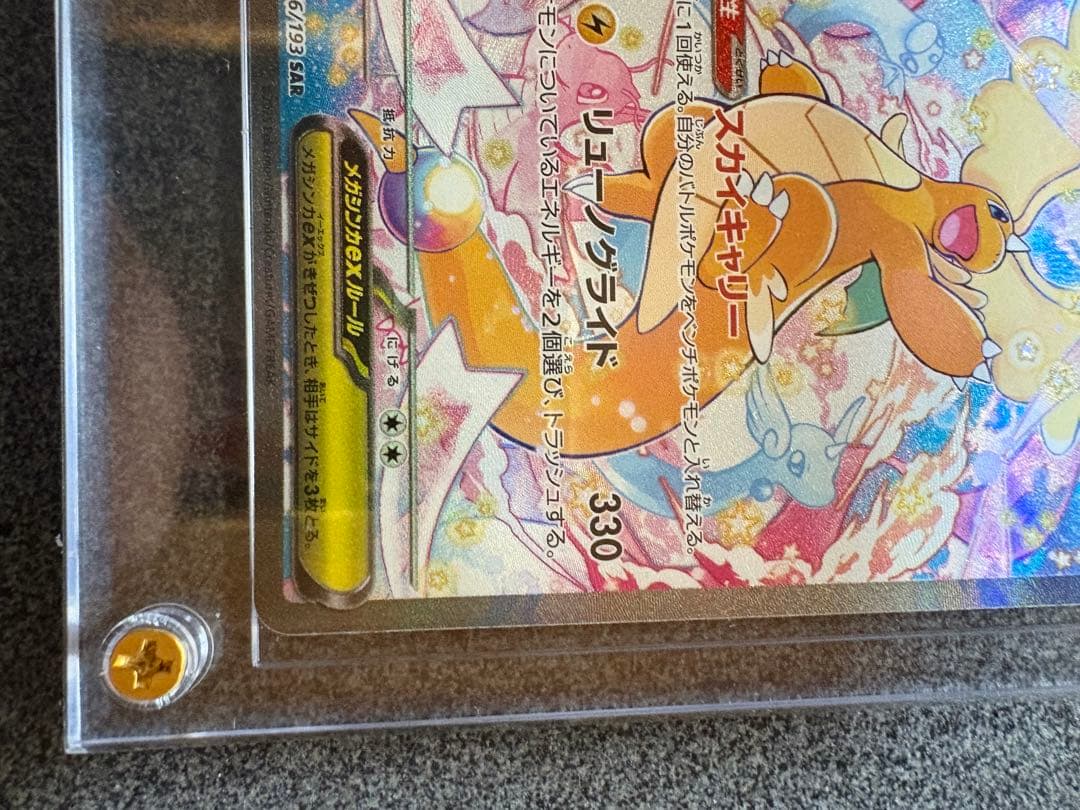 性 とくせい
スカイキャリー
に1回使える。自分のバトルポケモンをベンチポケモンと入れ替える。
リューノグライド 330
モンについているエネルギーを2個選び、トラッシュする。
抵抗力
にげる
メガシンカexルール
メガシンカexがきぜつしたとき、相手はサイドを3枚とる。
6/93 SAR